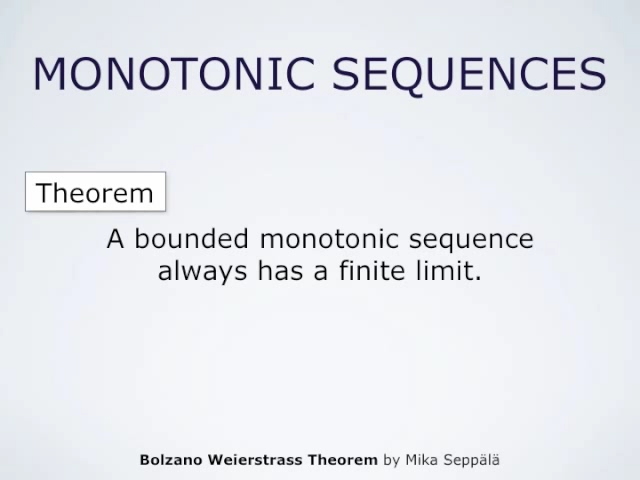 MONOTONIC SEQUENCES
Theorem
A bounded monotonic sequence
always has a finite limit.
Bolzano Weierstrass Theorem by Mika Seppälä